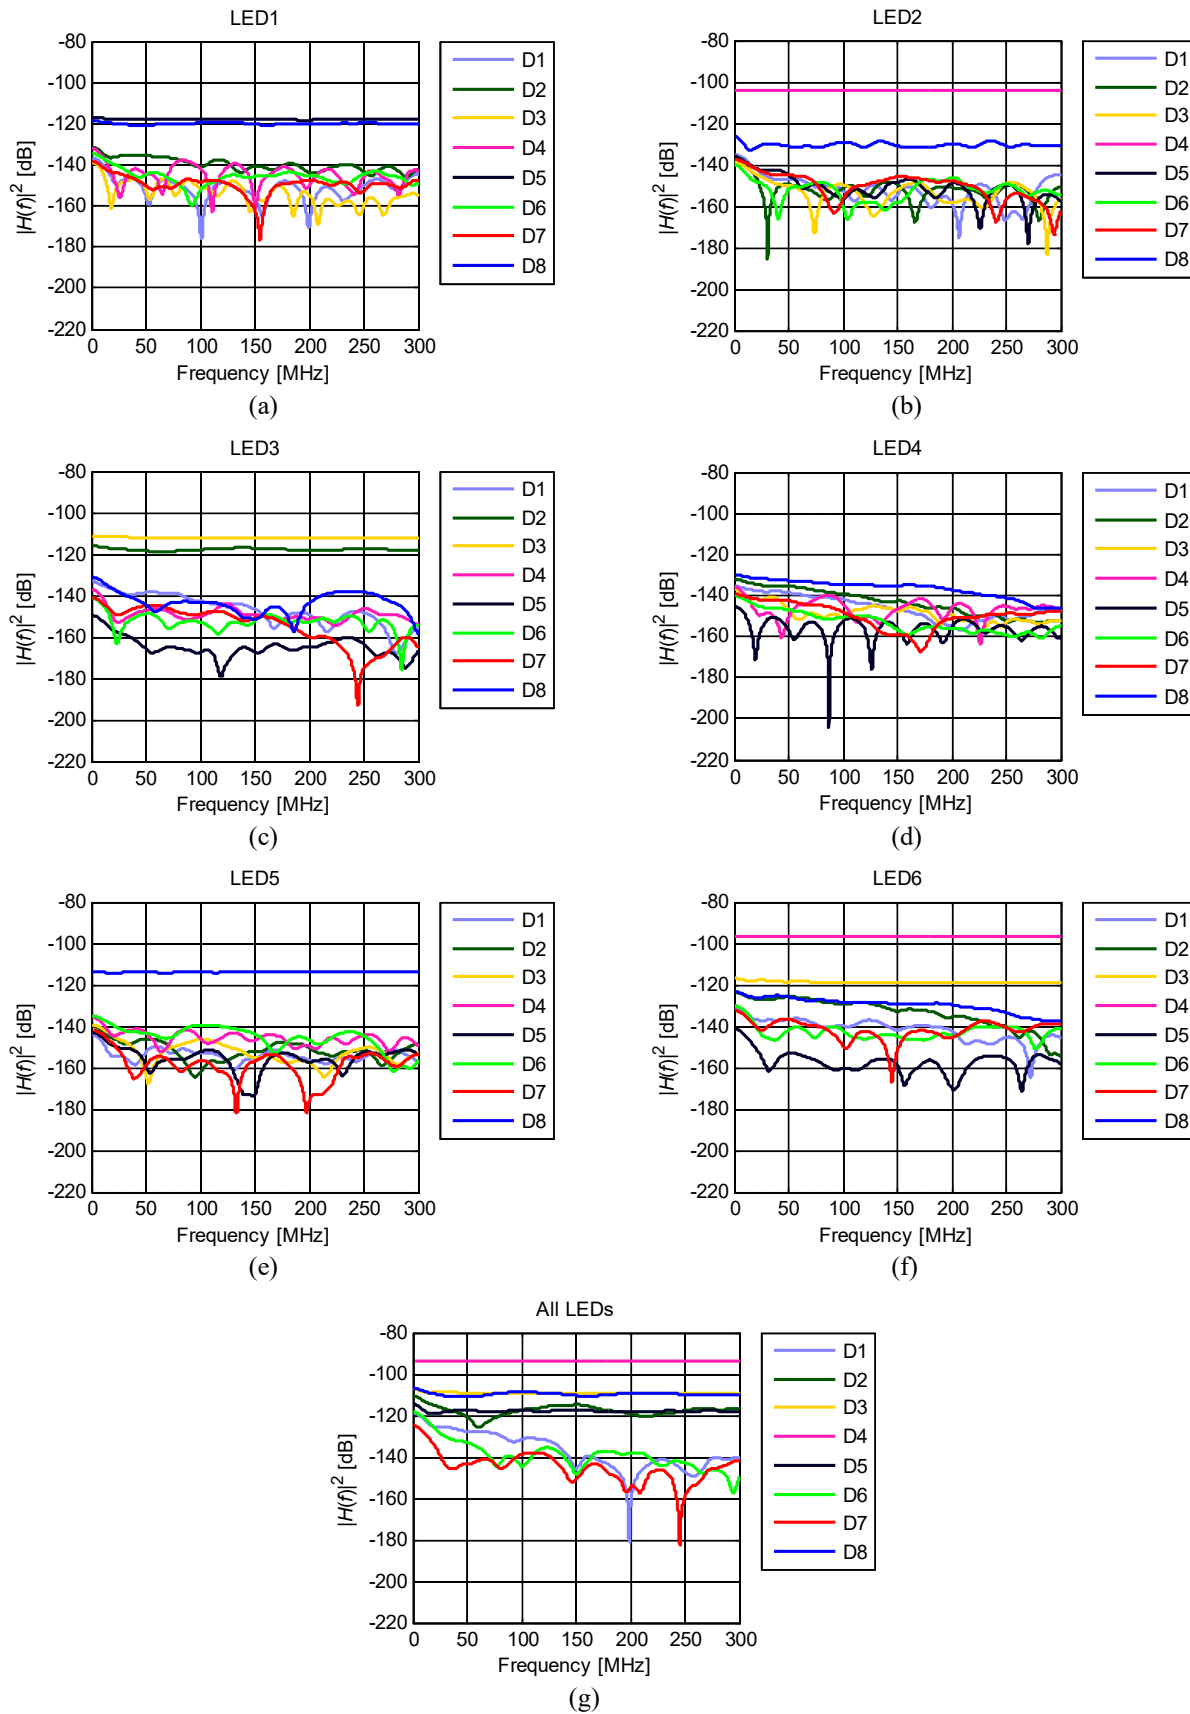 LED1
-80
-100
-120
-140
-160
-180
-200
-220
0 50 100 150 200 250 300
|H(f)|² [dB]
Frequency [MHz]
D1
D2
D3
D4
D5
D6
D7
D8
(a)
LED2
-80
-100
-120
-140
-160
-180
-200
-220
0 50 100 150 200 250 300
|H(f)|² [dB]
Frequency [MHz]
D1
D2
D3
D4
D5
D6
D7
D8
(b)
LED3
-80
-100
-120
-140
-160
-180
-200
-220
0 50 100 150 200 250 300
|H(f)|² [dB]
Frequency [MHz]
D1
D2
D3
D4
D5
D6
D7
D8
(c)
LED4
-80
-100
-120
-140
-160
-180
-200
-220
0 50 100 150 200 250 300
|H(f)|² [dB]
Frequency [MHz]
D1
D2
D3
D4
D5
D6
D7
D8
(d)
LED5
-80
-100
-120
-140
-160
-180
-200
-220
0 50 100 150 200 250 300
|H(f)|² [dB]
Frequency [MHz]
D1
D2
D3
D4
D5
D6
D7
D8
(e)
LED6
-80
-100
-120
-140
-160
-180
-200
-220
0 50 100 150 200 250 300
|H(f)|² [dB]
Frequency [MHz]
D1
D2
D3
D4
D5
D6
D7
D8
(f)
All LEDs
-80
-100
-120
-140
-160
-180
-200
-220
0 50 100 150 200 250 300
|H(f)|² [dB]
Frequency [MHz]
D1
D2
D3
D4
D5
D6
D7
D8
(g)